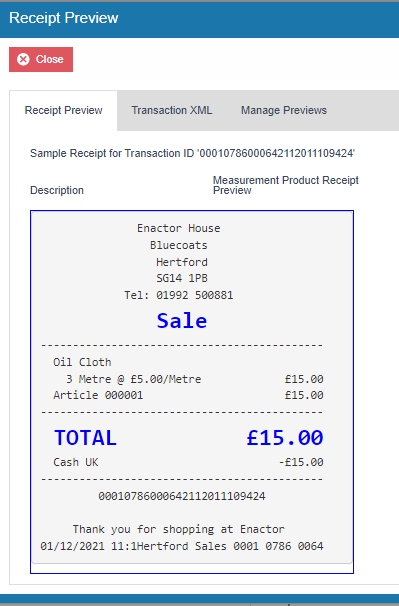 Receipt Preview
Close
Receipt Preview Transaction XML Manage Previews
Sample Receipt for Transaction ID '00010786000642112011109424'
Description Measurement Product Receipt Preview
Enactor House
Bluecoats
Hertford
SG14 1PB
Tel: 01992 500881
Sale
Oil Cloth
3 Metre @ £5.00/Metre £15.00
Article 000001 £15.00
TOTAL £15.00
Cash UK -£15.00
00010786000642112011109424
Thank you for shopping at Enactor
01/12/2021 11:1Hertford Sales 0001 0786 0064